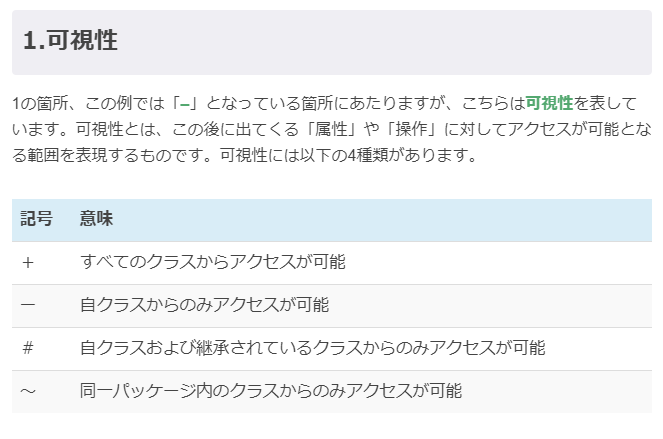 1.可視性
1の箇所、この例では「−」となっている箇所にあたりますが、こちらは可視性を表して
います。可視性とは、この後に出てくる「属性」や「操作」に対してアクセスが可能とな
る範囲を表現するものです。可視性には以下の4種類があります。
記号 意味
＋ すべてのクラスからアクセスが可能
－ 自クラスからのみアクセスが可能
＃ 自クラスおよび継承されているクラスからのみアクセスが可能
～ 同一パッケージ内のクラスからのみアクセスが可能